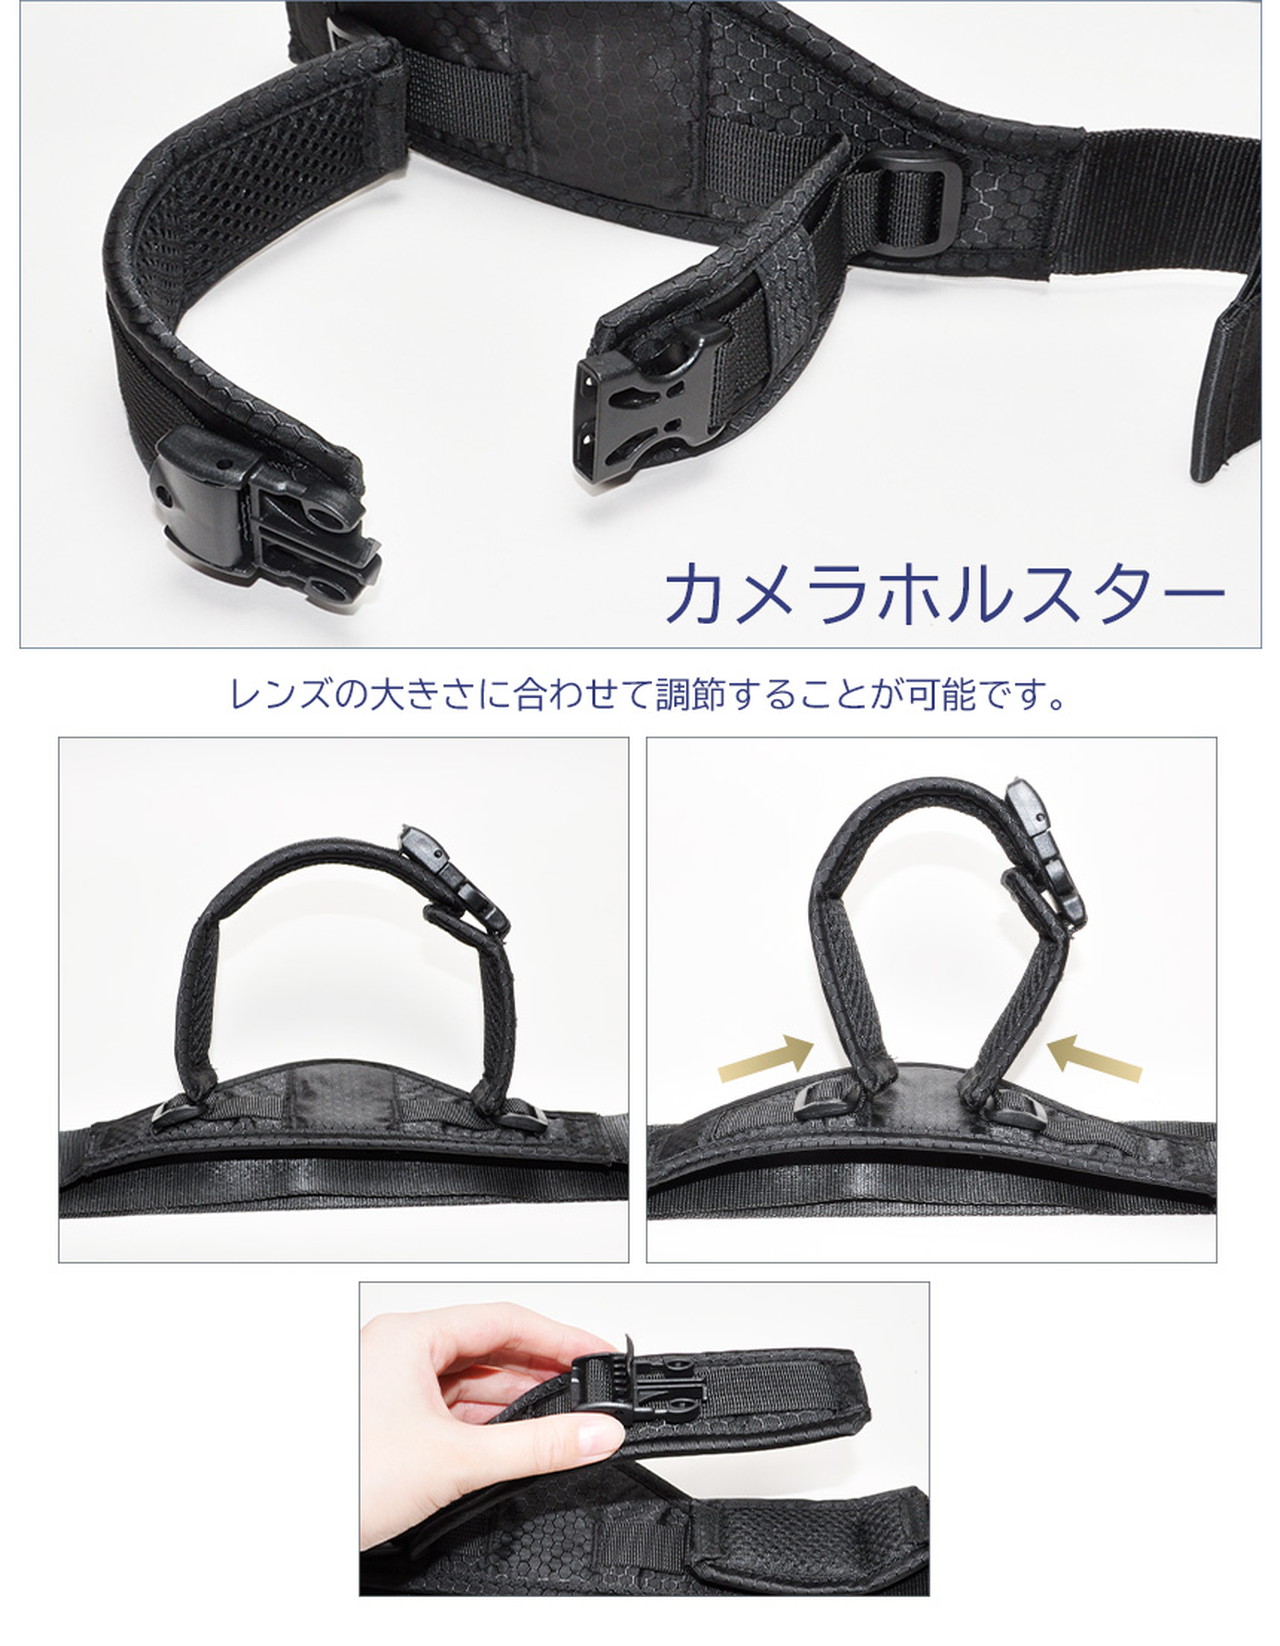 カメラホルスター
レンズの大きさに合わせて調節することが可能です。